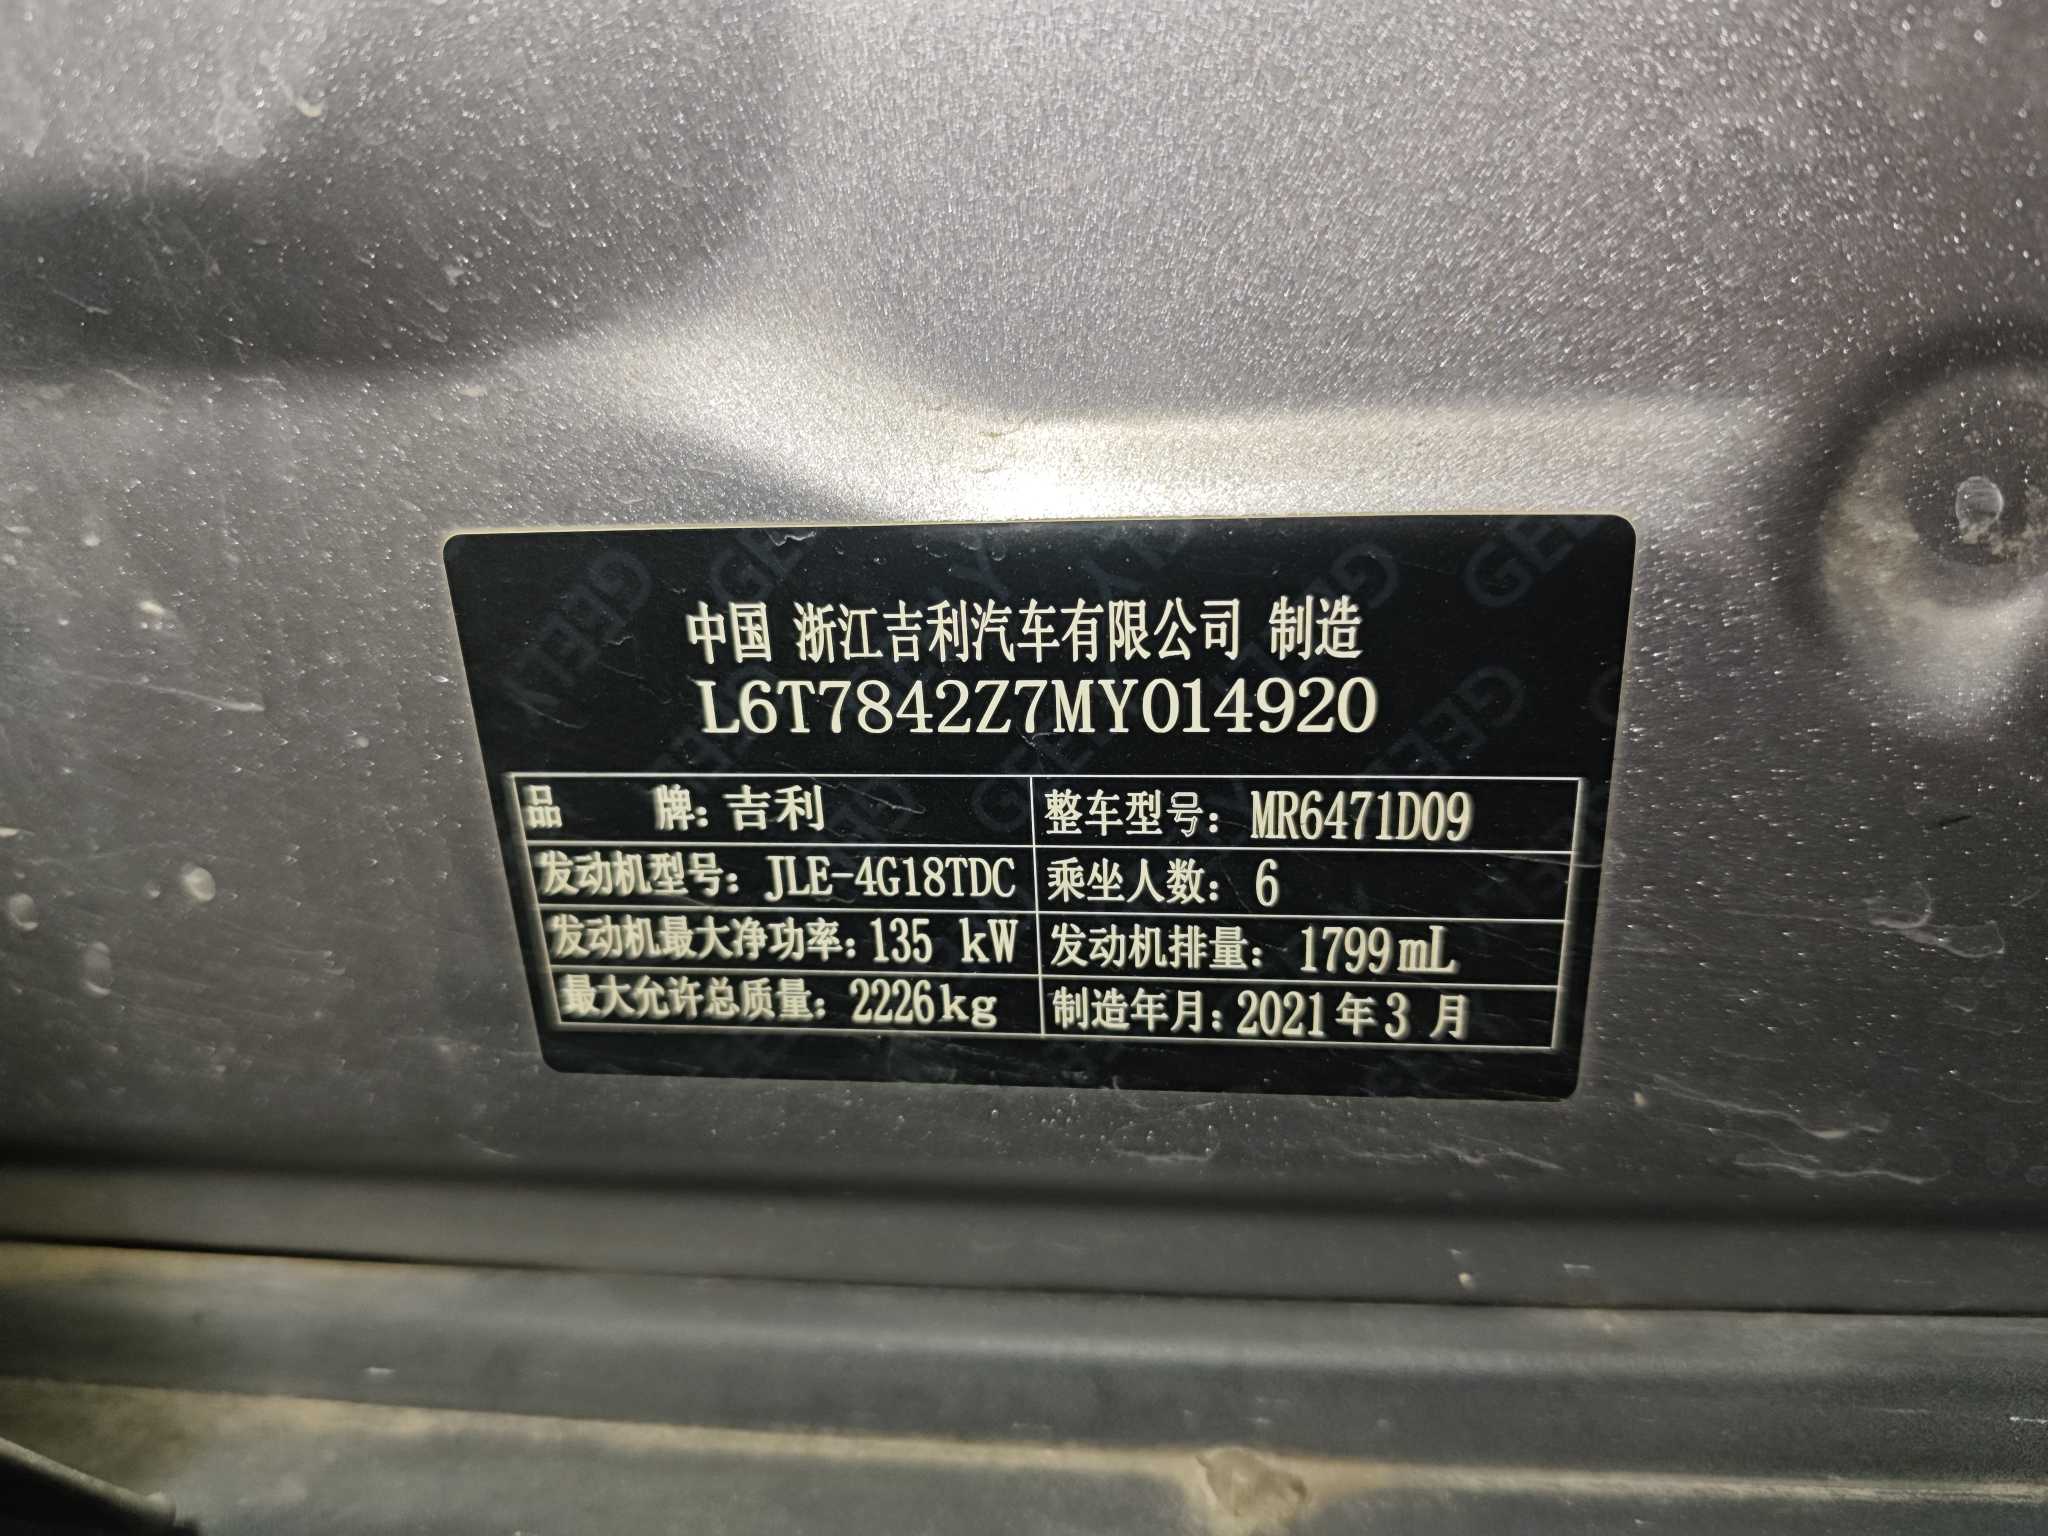 中国 浙江吉利汽车有限公司 制造
L6T7842Z7MY014920
品 牌：吉利 整车型号：MR6471D09
发动机型号：JLE-4G18TDC 乘坐人数：6
发动机最大净功率：135 kW 发动机排量：1799mL
最大允许总质量：2226kg 制造年月：2021年3 月